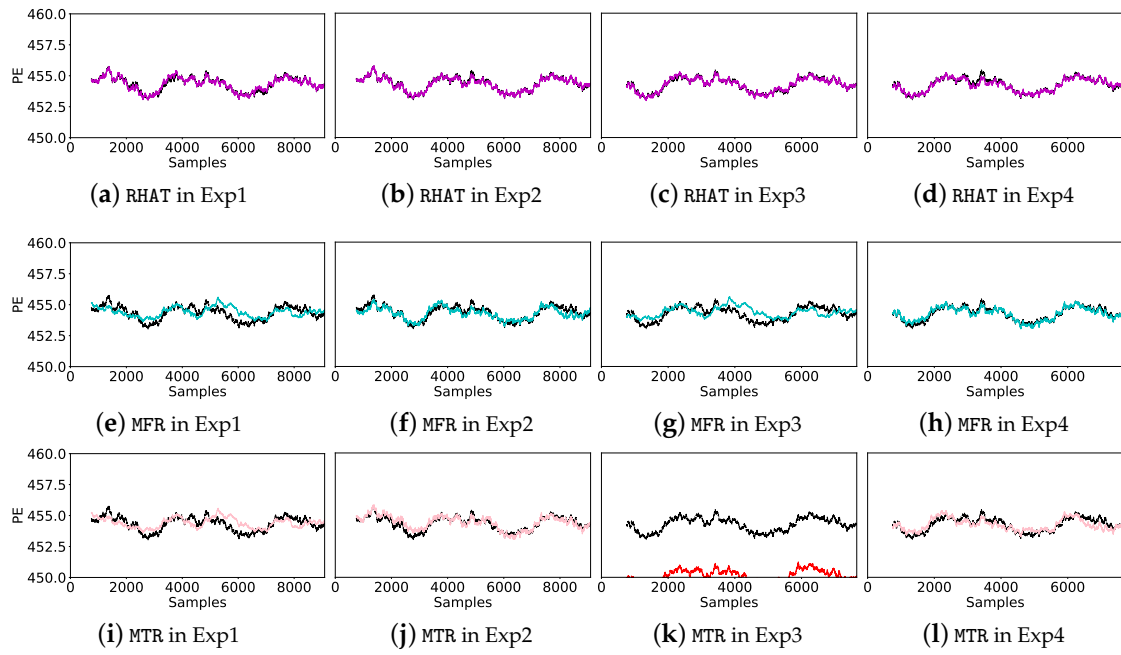 460.0
457.5
455.0
452.5
450.0
PE
0 2000 4000 6000 8000
0 2000 4000 6000 8000
0 2000 4000 6000
0 2000 4000 6000
Samples Samples Samples Samples
(a) RHAT in Exp1 (b) RHAT in Exp2 (c) RHAT in Exp3 (d) RHAT in Exp4
460.0
457.5
455.0
452.5
450.0
PE
0 2000 4000 6000 8000
0 2000 4000 6000 8000
0 2000 4000 6000
0 2000 4000 6000
Samples Samples Samples Samples
(e) MFR in Exp1 (f) MFR in Exp2 (g) MFR in Exp3 (h) MFR in Exp4
460.0
457.5
455.0
452.5
450.0
PE
0 2000 4000 6000 8000
0 2000 4000 6000 8000
0 2000 4000 6000
0 2000 4000 6000
Samples Samples Samples Samples
(i) MTR in Exp1 (j) MTR in Exp2 (k) MTR in Exp3 (l) MTR in Exp4